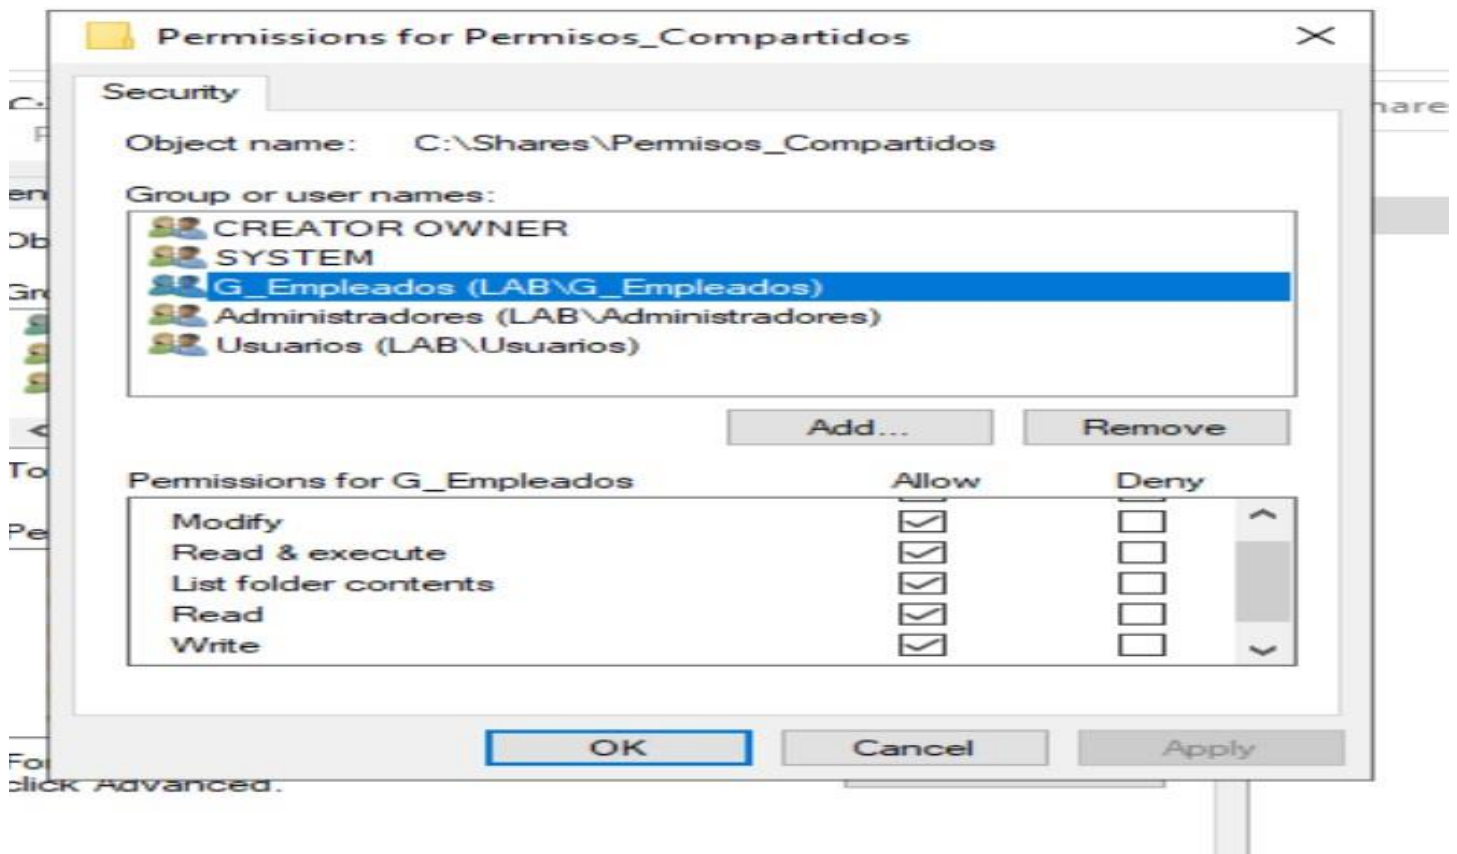 Permissions for Permisos_Compartidos
Security
Object name: C:\Shares\Permisos_Compartidos
Group or user names:
CREATOR OWNER
SYSTEM
G_Empleados (LAB\G_Empleados)
Administradores (LAB\Administradores)
Usuarios (LAB\Usuarios)
Add... Remove
Permissions for G_Empleados Allow Deny
Modify
Read & execute
List folder contents
Read
Write
OK Cancel Apply
click Advanced.